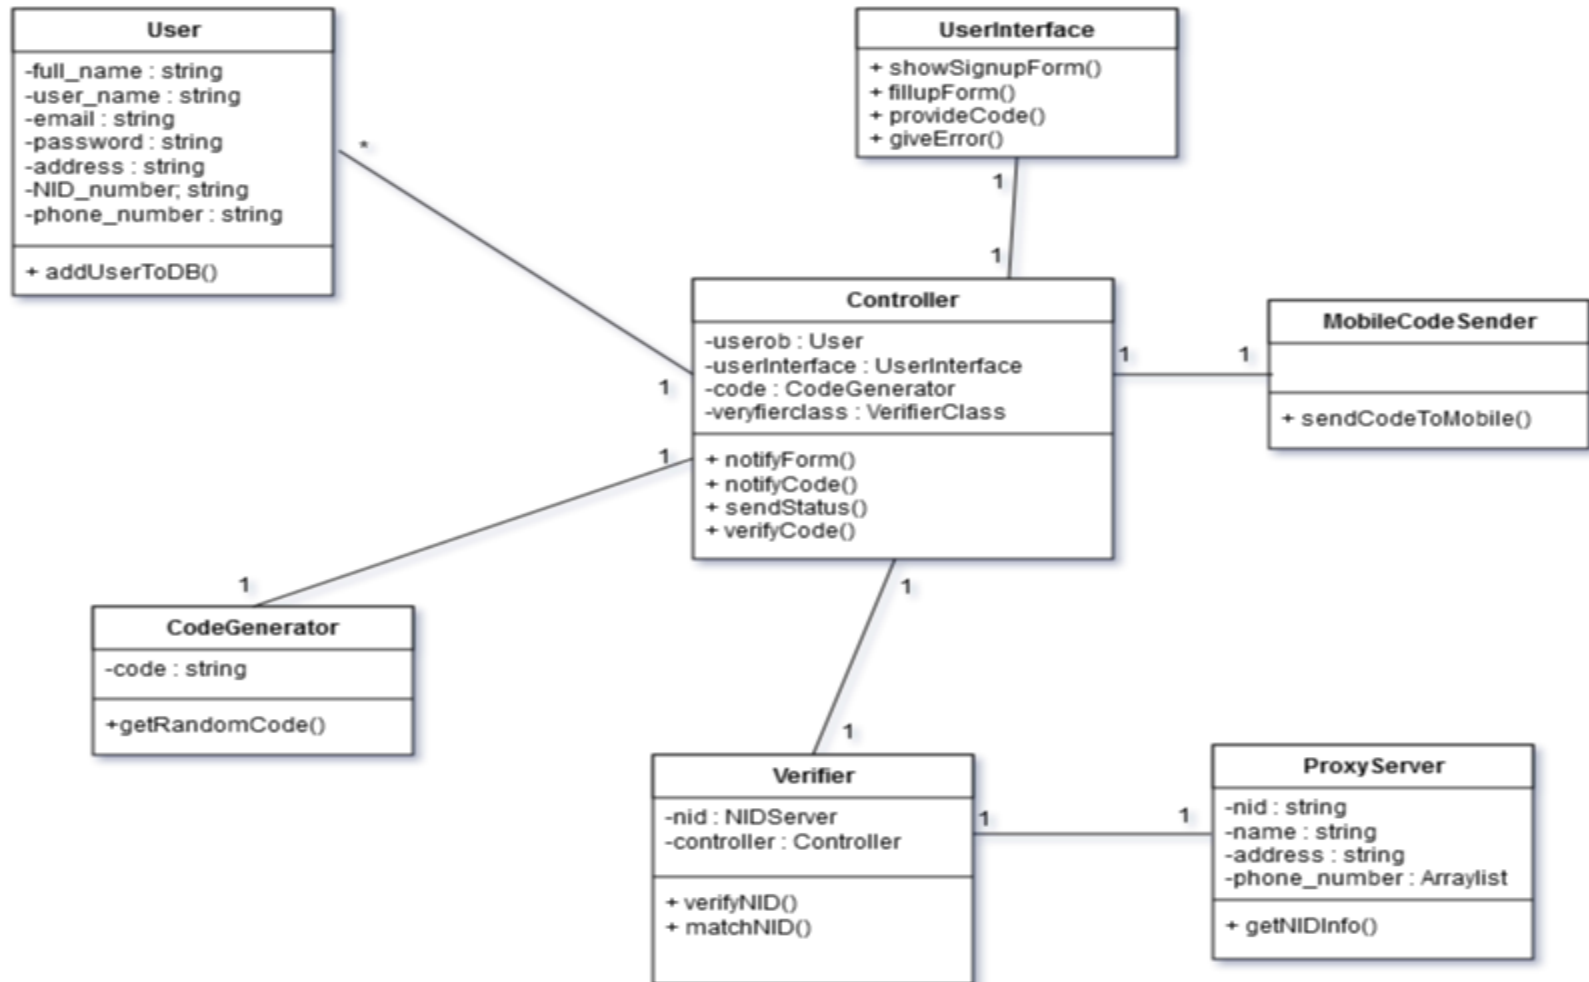 User
-full_name : string
-user_name : string
-email : string
-password : string
-address : string
-NID_number; string
-phone_number : string
+ addUserToDB()
*
1
UserInterface
+ showSignupForm()
+ fillupForm()
+ provideCode()
+ giveError()
1
1
Controller
-userob : User
-userInterface : UserInterface
-code : CodeGenerator
-veryfierclass : VerifierClass
+ notifyForm()
+ notifyCode()
+ sendStatus()
+ verifyCode()
1
1
MobileCodeSender
+ sendCodeToMobile()
1
1
CodeGenerator
-code : string
+getRandomCode()
1
1
Verifier
-nid : NIDServer
-controller : Controller
+ verifyNID()
+ matchNID()
1
1
ProxyServer
-nid : string
-name : string
-address : string
-phone_number : Arraylist
+ getNIDInfo()